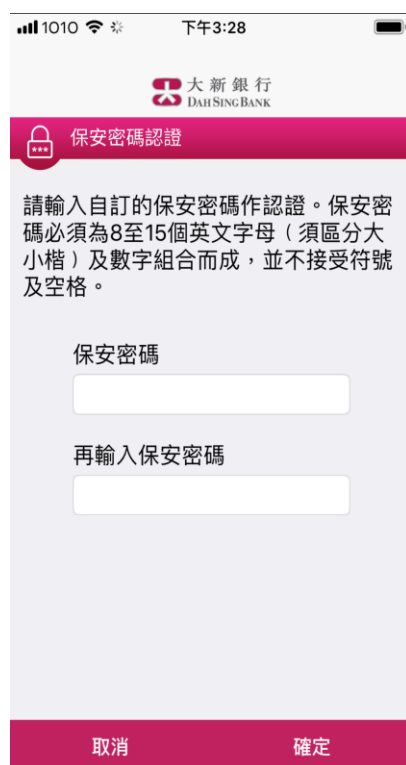 1010 下午3:28
大新銀行
DAH SING BANK
保安密碼認證
請輸入自訂的保安密碼作認證。保安密
碼必須為8至15個英文字母（須區分大
小楷）及數字組合而成，並不接受符號
及空格。
保安密碼
再輸入保安密碼
取消 確定